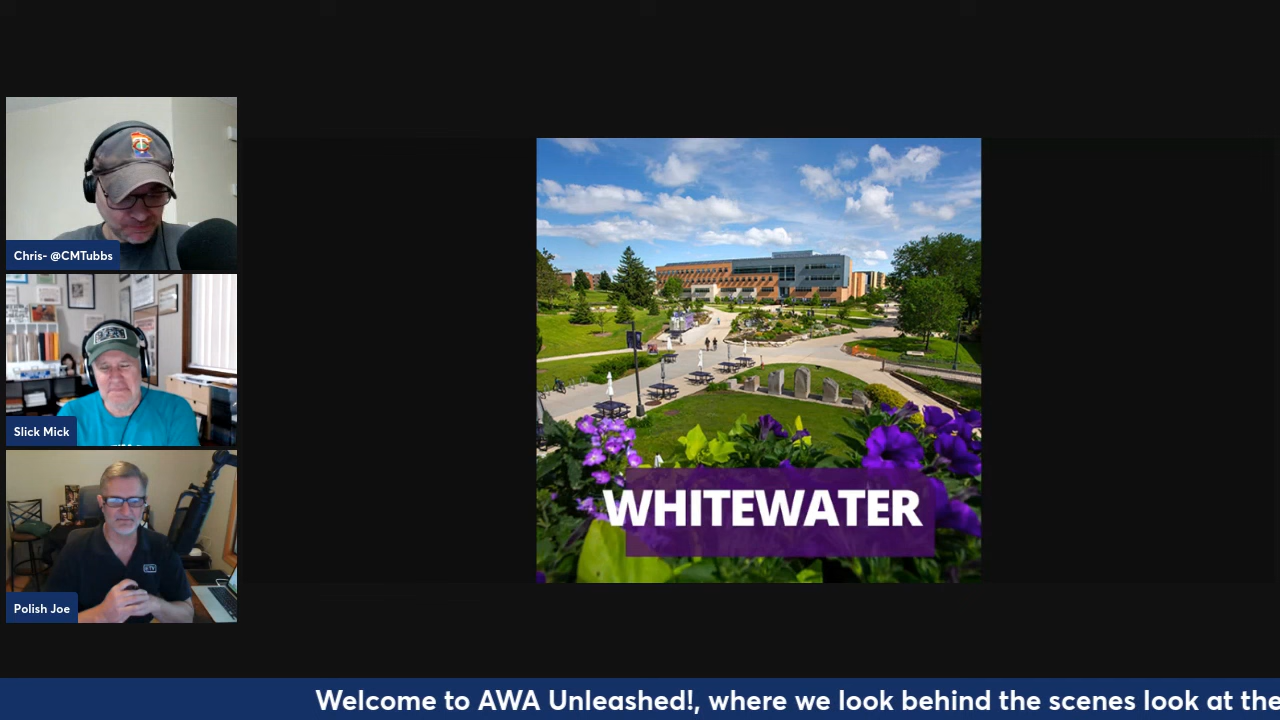 Chris- @CMTubbs
Slick Mick
Polish Joe
WHITEWATER
Welcome to AWA Unleashed!, where we look behind the scenes look at the